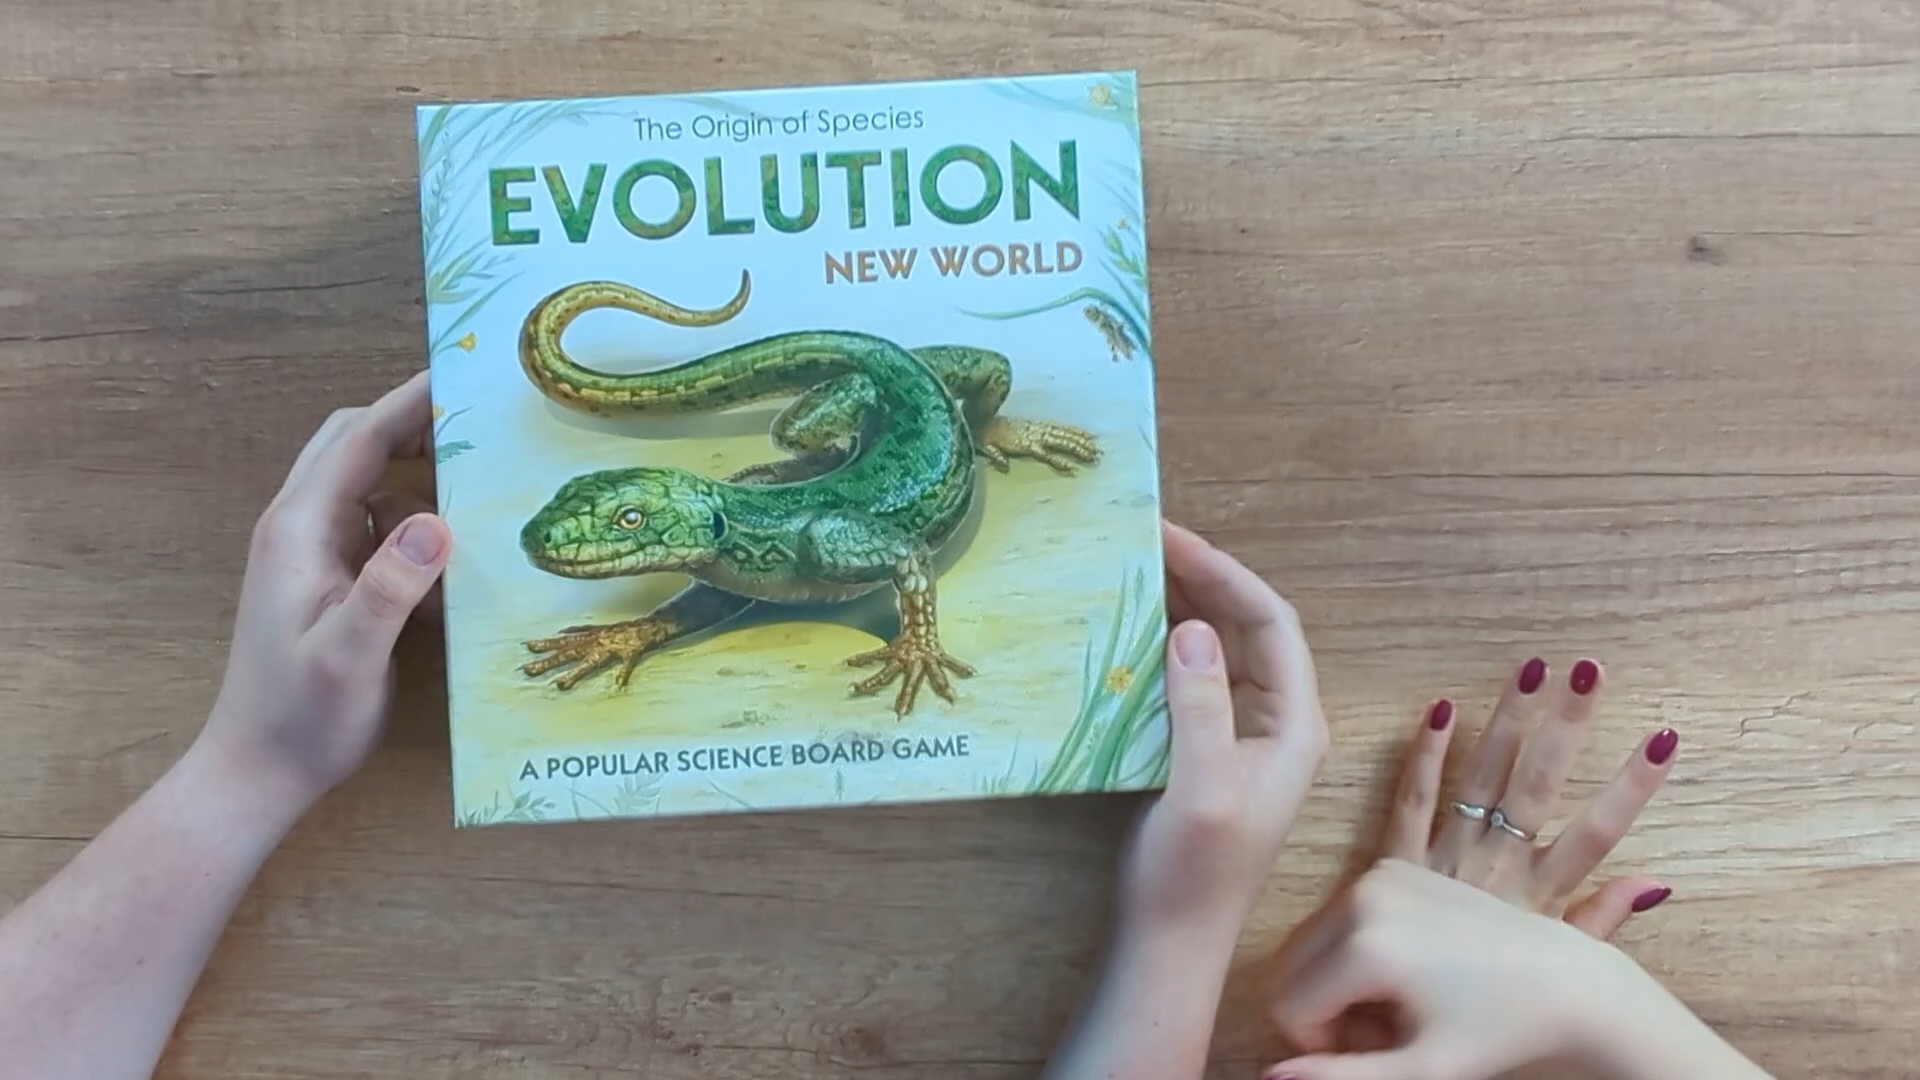 The Origin of Species
EVOLUTION
NEW WORLD
A POPULAR SCIENCE BOARD GAME